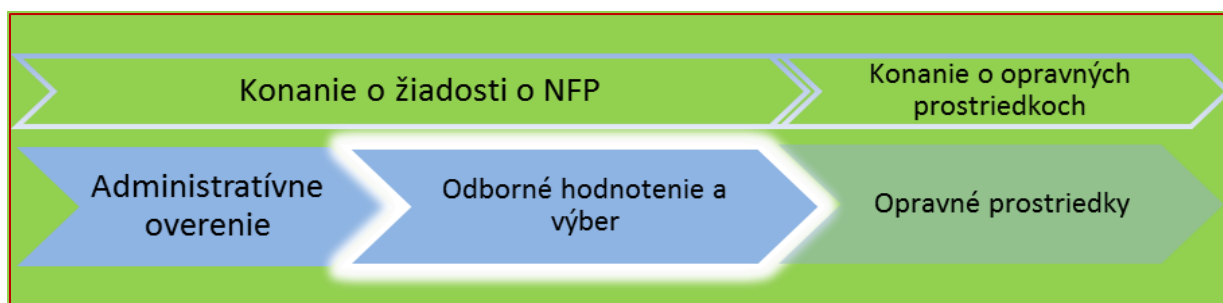 Konanie o žiadosti o NFP
Konanie o opravných
prostriedkoch
Administratívne
overenie
Odborné hodnotenie a
výber
Opravné prostriedky